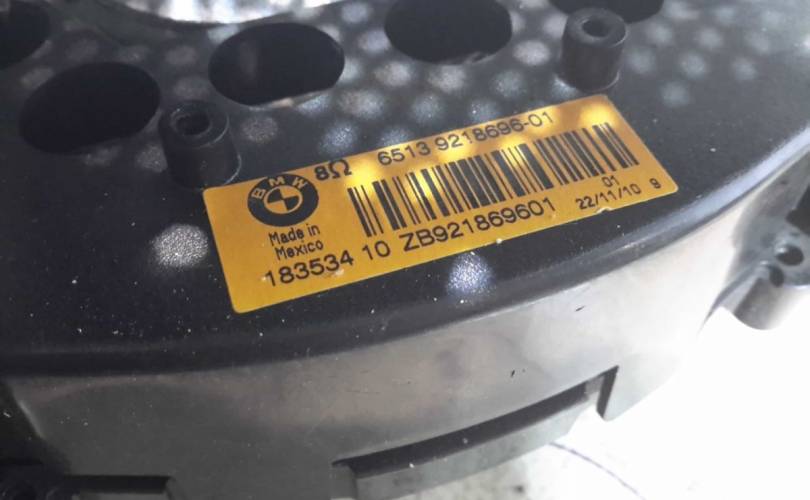 BMW
8Ω 6513 9218696-01
Made in
Mexico
01
22/11/10 9
183534 10 ZB921869601